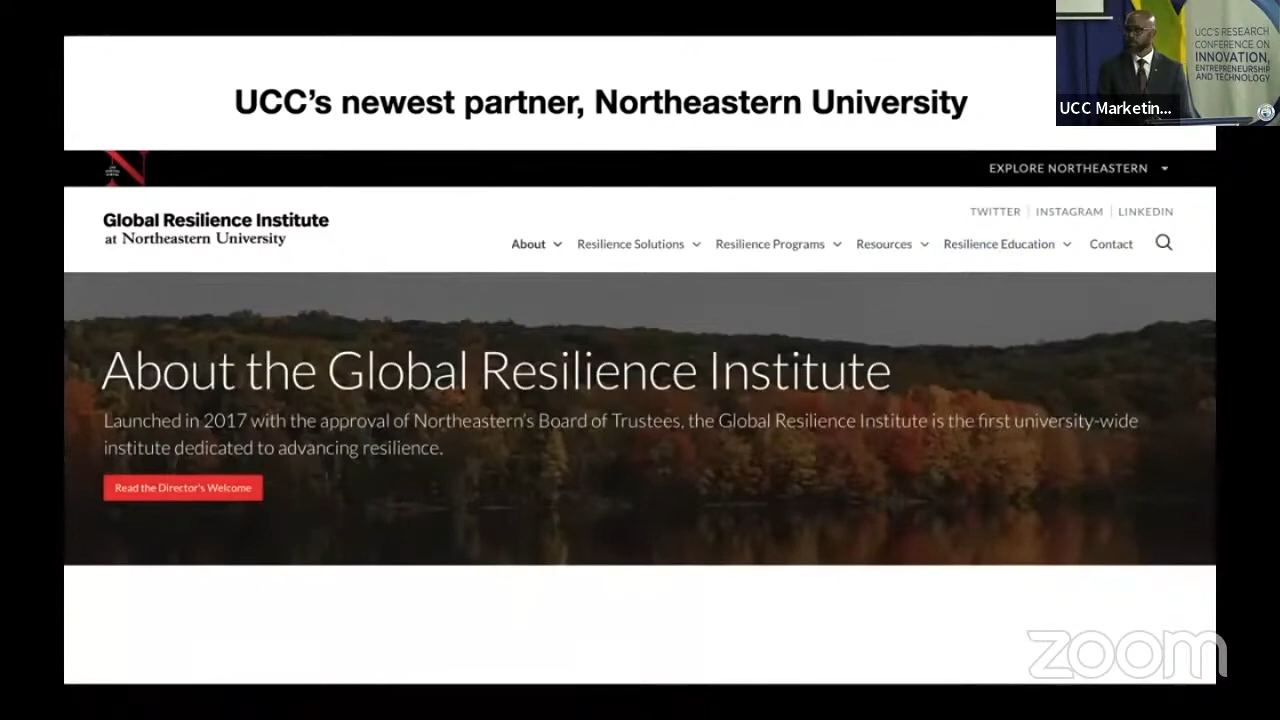 UCC's newest partner, Northeastern University
UCC'S RESEARCH
CONFERENCE ON
INNOVATION,
ENTREPRENEURSHIP
AND TECHNOLOGY
UCC Marketin...
N
EXPLORE NORTHEASTERN
Global Resilience Institute
at Northeastern University
TWITTER | INSTAGRAM | LINKEDIN
About Resilience Solutions Resilience Programs Resources Resilience Education Contact
About the Global Resilience Institute
Launched in 2017 with the approval of Northeastern's Board of Trustees, the Global Resilience Institute is the first university-wide
institute dedicated to advancing resilience.
Read the Director's Welcome
zoom